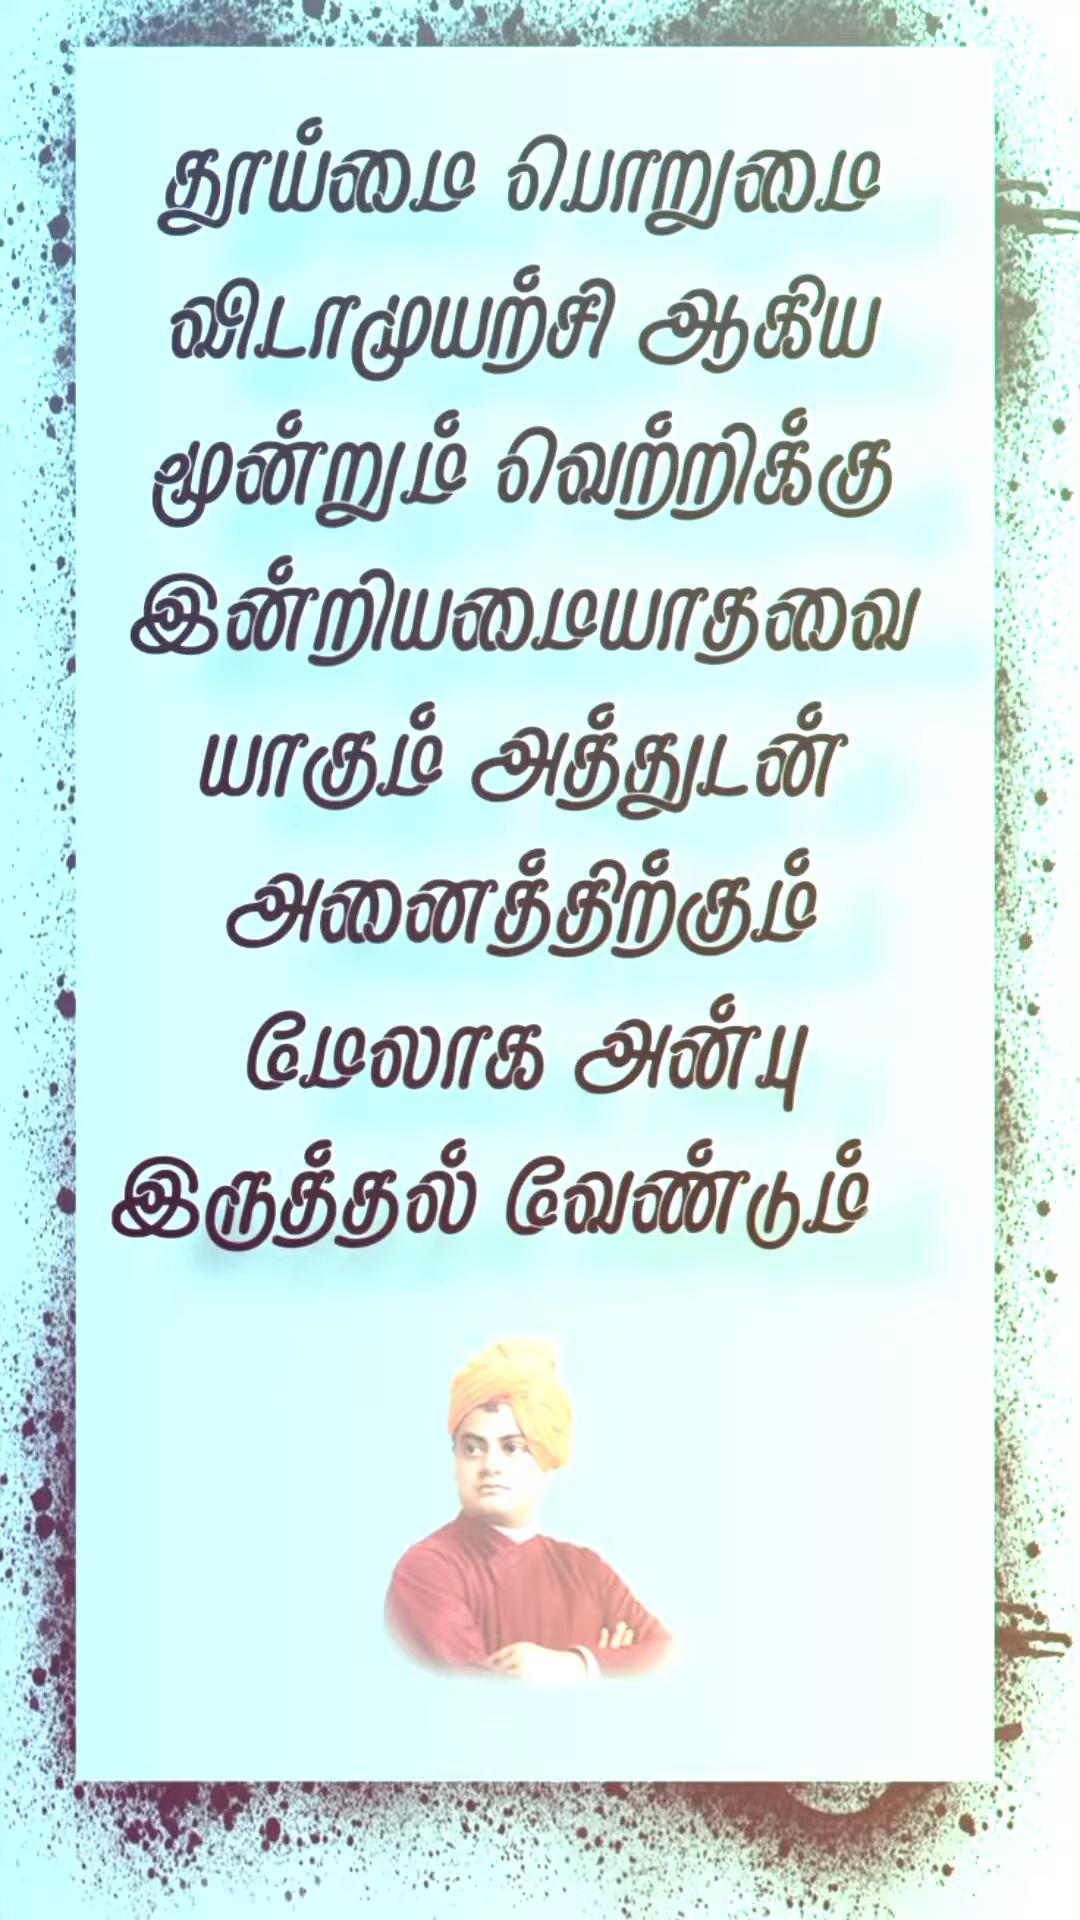 தூய்மை பொறுமை
விடாமுயற்சி ஆகிய
மூன்றும் வெற்றிக்கு
இன்றியமையாதவை
யாகும் அத்துடன்
அனைத்திற்கும்
மேலாக அன்பு
இருத்தல் வேண்டும்